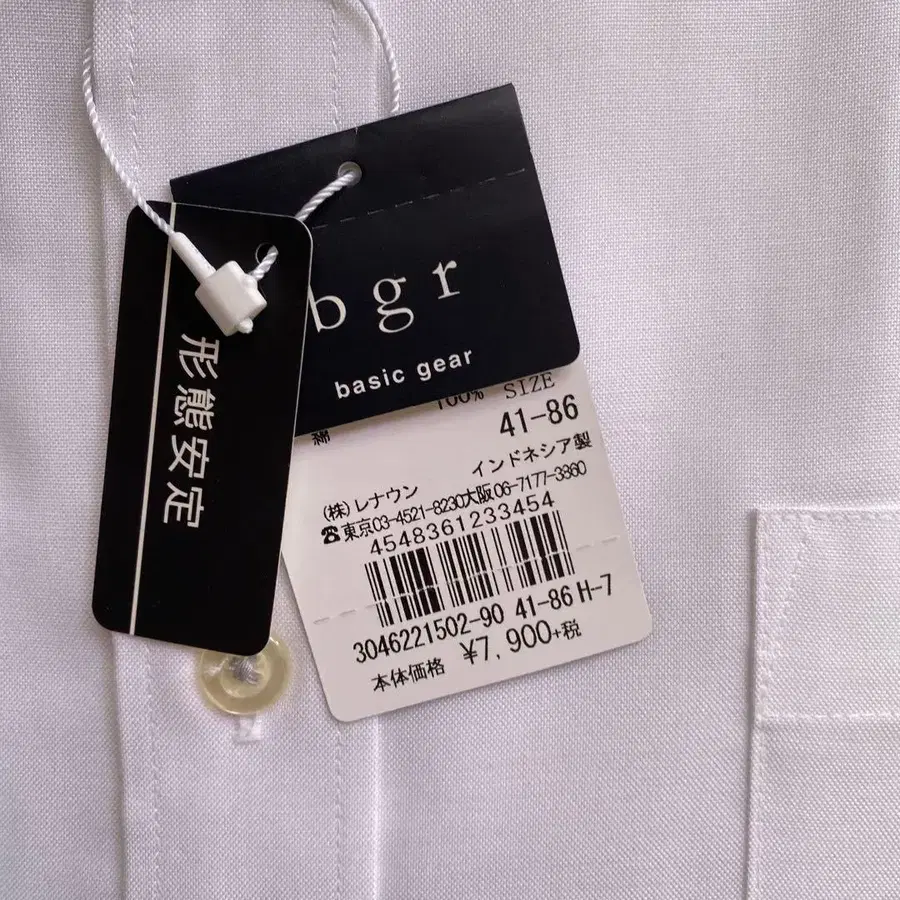 形態安定
bgr
basic gear
綿 100% SIZE
41-86
インドネシア製
(株)レナウン
☎東京03-4521-8230大阪06-7177-3860
4548361233454
3046221502-90 41-86 H-7
本体価格 ¥7,900+税